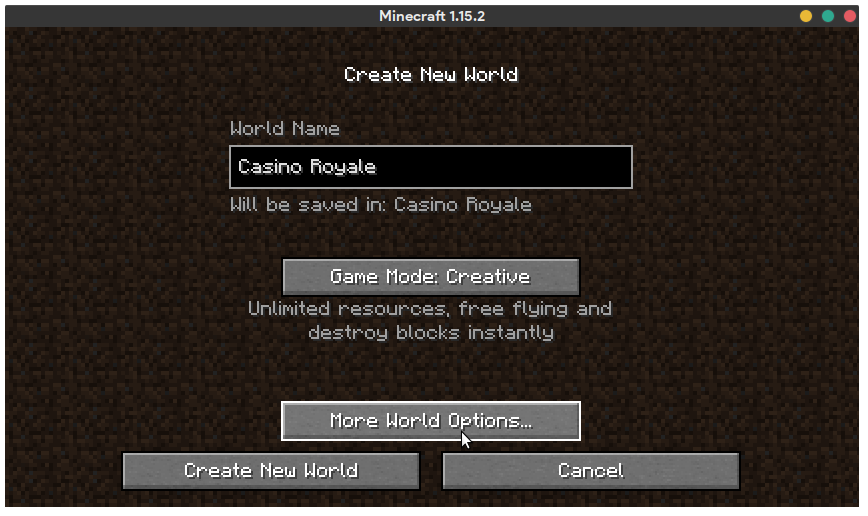 Minecraft 1.15.2
Create New World
World Name
Casino Royale
Will be saved in: Casino Royale
Game Mode: Creative
Unlimited resources, free flying and
destroy blocks instantly
More World Options...
Create New World
Cancel